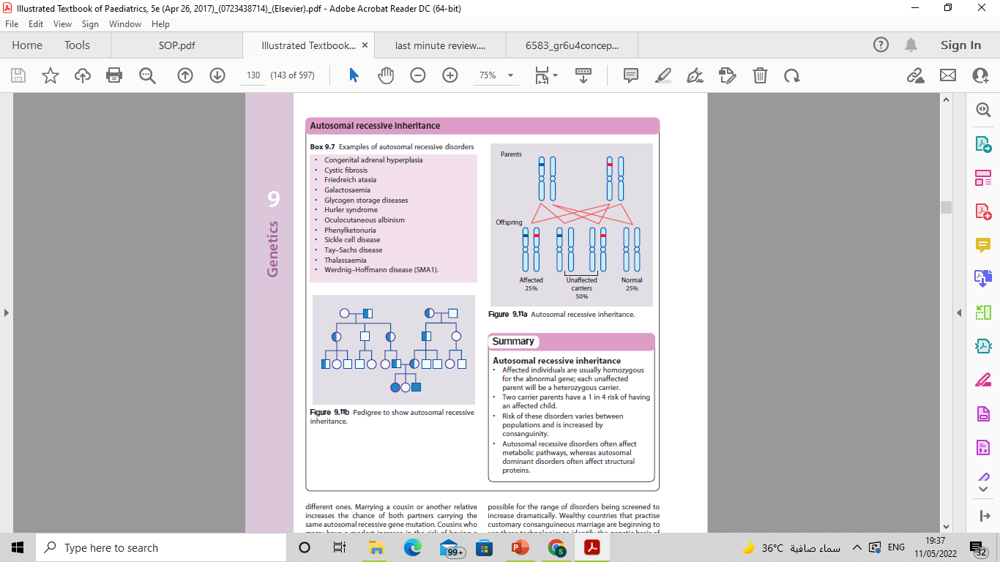 Illustrated Textbook of Paediatrics, 5e (Apr 26, 2017)_(0723438714)_(Elsevier).pdf - Adobe Acrobat Reader DC (64-bit)
File Edit View Sign Window Help
Home Tools SOP.pdf Illustrated Textbook... × last minute review.... 6583_gr6u4concep... Sign In
130 (143 of 597) 75%
9
Genetics
Autosomal recessive inheritance
Box 9.7 Examples of autosomal recessive disorders
• Congenital adrenal hyperplasia
• Cystic fibrosis
• Friedreich ataxia
• Galactosaemia
• Glycogen storage diseases
• Hurler syndrome
• Oculocutaneous albinism
• Phenylketonuria
• Sickle cell disease
• Tay–Sachs disease
• Thalassaemia
• Werdnig–Hoffmann disease (SMA1).
Figure 9.11b Pedigree to show autosomal recessive
inheritance.
Parents
Offspring
Affected
25%
Unaffected
carriers
50%
Normal
25%
Figure 9.11a Autosomal recessive inheritance.
Summary
Autosomal recessive inheritance
• Affected individuals are usually homozygous
for the abnormal gene; each unaffected
parent will be a heterozygous carrier.
• Two carrier parents have a 1 in 4 risk of having
an affected child.
• Risk of these disorders varies between
populations and is increased by
consanguinity.
• Autosomal recessive disorders often affect
metabolic pathways, whereas autosomal
dominant disorders often affect structural
proteins.
different ones. Marrying a cousin or another relative
increases the chance of both partners carrying the
same autosomal recessive gene mutation. Cousins who
possible for the range of disorders being screened to
increase dramatically. Wealthy countries that practise
customary consanguineous marriage are beginning to
Type here to search
99+
36°C سماء صافية
ENG
19:37
11/05/2022
32